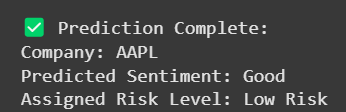 ✅ Prediction Complete:
Company: AAPL
Predicted Sentiment: Good
Assigned Risk Level: Low Risk